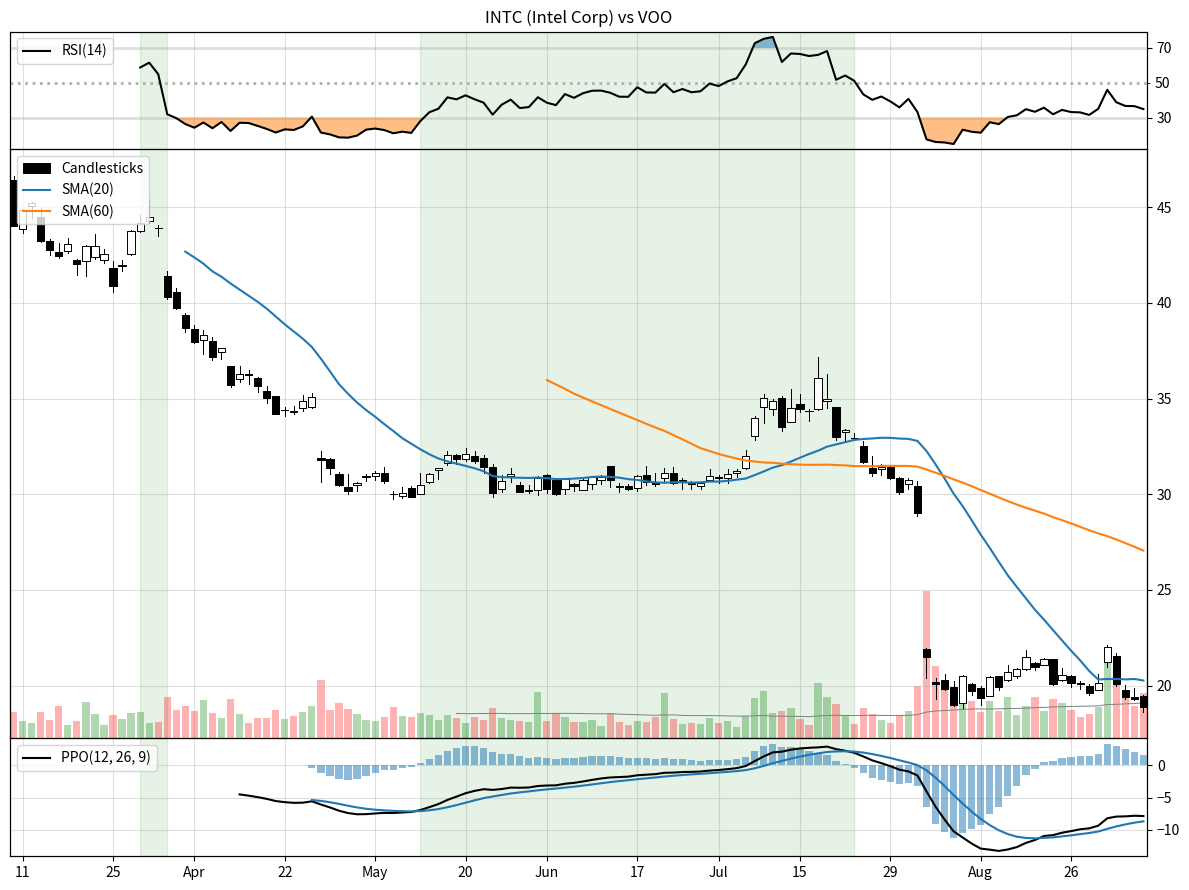 INTC (Intel Corp) vs VOO
RSI(14)
70
50
30
Candlesticks
SMA(20)
SMA(60)
45
40
35
30
25
20
PPO(12, 26, 9)
0
−5
−10
11 25 Apr 22 May 20 Jun 17 Jul 15 29 Aug 26